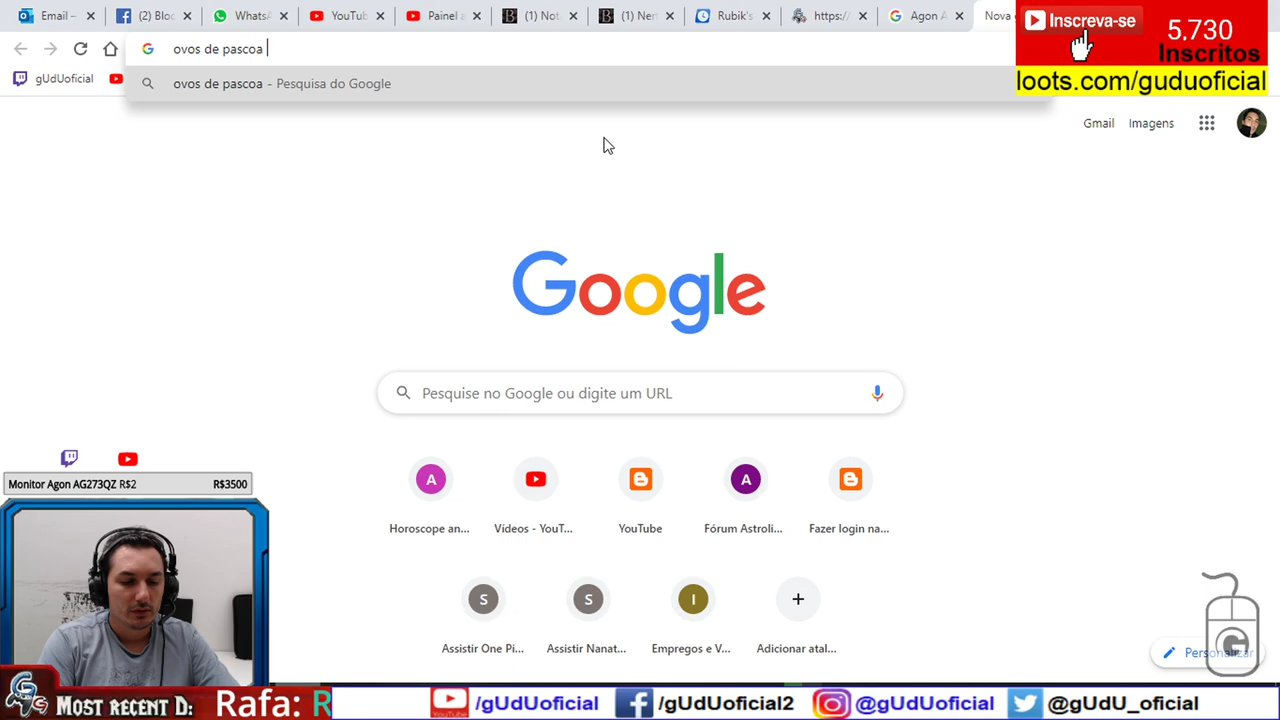 Email –
(2) Bloc
WhatsA
YouTub
Painel a
(1) Not
(1) Ner
Rubik's
https:/
Agon A
Nova g
ovos de pascoa
gUdUoficial
ovos de pascoa - Pesquisa do Google
Inscreva-se
5.730
Inscritos
loots.com/guduoficial
Gmail
Imagens
Google
Pesquise no Google ou digite um URL
A
A
Horoscope an...
Vídeos - YouT...
YouTube
Fórum Astroli...
Fazer login na...
Monitor Agon AG273QZ R$2
R$3500
S
S
I
Assistir One Pi...
Assistir Nanat...
Empregos e V...
Adicionar atal...
Personalizar
Most recent D:
Rafa: R
/gUdUoficial
/gUdUoficial2
@gUdUoficial
@gUdU_oficial